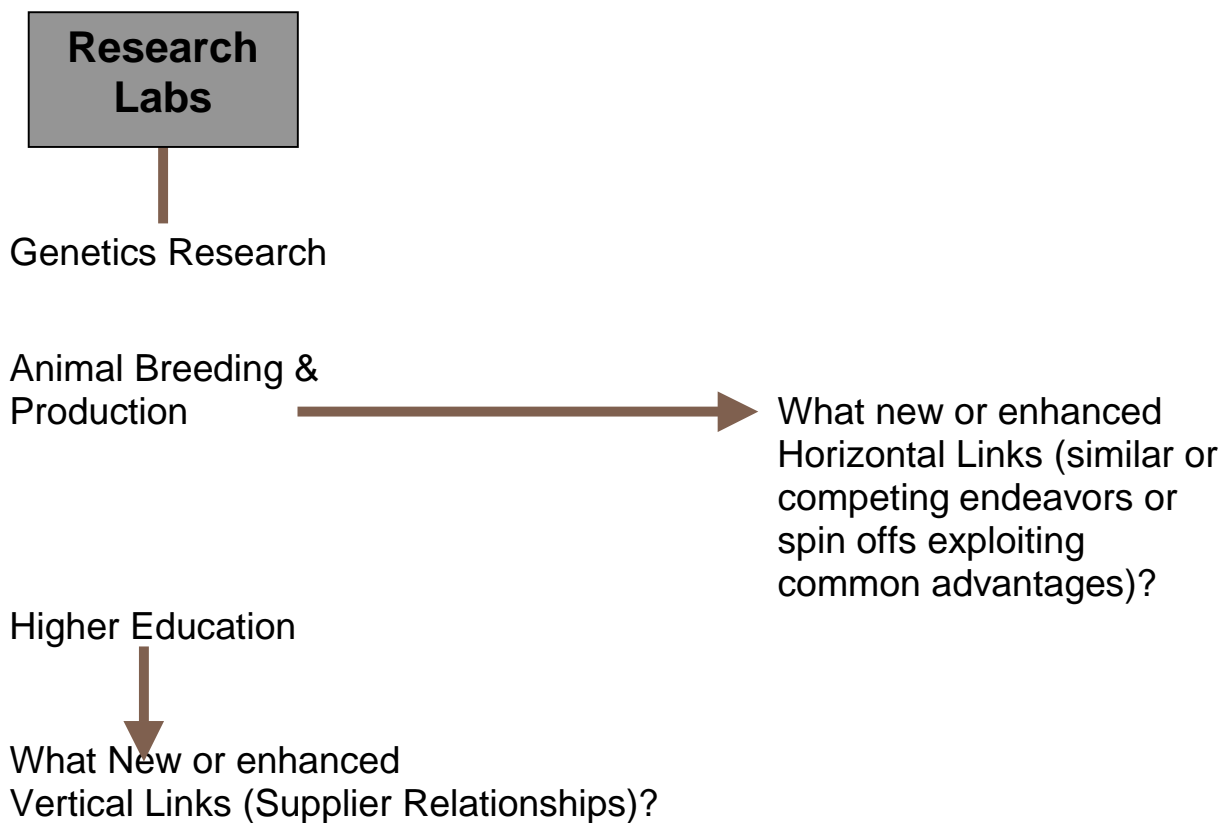 Research
Labs
Genetics Research
Animal Breeding &
Production
What new or enhanced
Horizontal Links (similar or
competing endeavors or
spin offs exploiting
common advantages)?
Higher Education
What New or enhanced
Vertical Links (Supplier Relationships)?